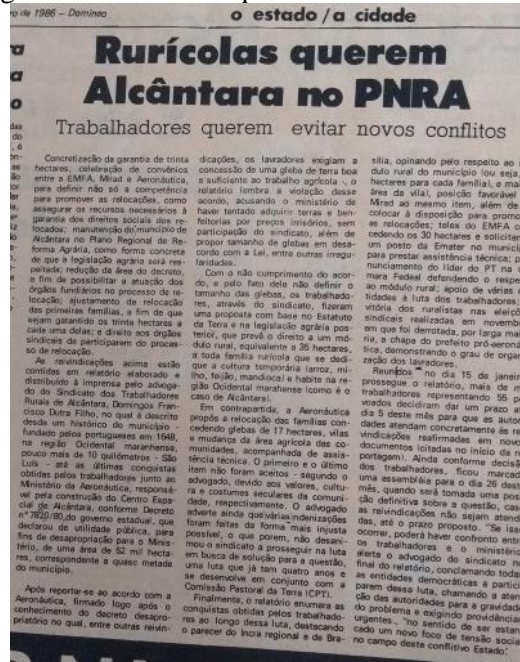 ro de 1986 — Domingo
o estado / a cidade
Rurícolas querem
Alcântara no PNRA
Trabalhadores querem evitar novos conflitos
Concretização da garantia de trinta
hectares; celebração de convênios
entre a EMFA, Mirad e Aeronáutica,
para definir não só a competência
para promover as relocações, como
assegurar os recursos necessários à
garantia dos direitos sociais dos re-
locados; manutenção do município de
Alcântara no Plano Regional de Re-
forma Agrária, como forma concreta
de que a legislação agrária será res-
peitada; redução da área do decreto,
a fim de possibilitar a atuação dos
órgãos fundiários no processo de re-
locação; ajustamento da relocação
das primeiras famílias, a fim de que
sejam garantidos os trinta hectares a
cada uma delas; e direito aos órgãos
sindicais de participarem do proces-
so de relocação.
As reivindicações acima estão
contidas em relatório elaborado e
distribuído à imprensa pelo advoga-
do do Sindicato dos Trabalhadores
Rurais de Alcântara, Domingos Fran-
cisco Dutra Filho, no qual é descrito
desde um histórico do município -
fundado pelos portugueses em 1648,
na região Ocidental maranhense,
pouco mais de 10 quilômetros - São
Luís - até as últimas conquistas
obtidas pelos trabalhadores junto ao
Ministério da Aeronáutica, responsá-
vel pela construção do Centro Espa-
cial de Alcântara, conforme Decreto
nº 7820/80, do governo estadual, que
declarou de utilidade pública, para
fins de desapropriação para o Minis-
tério, de uma área de 52 mil hecta-
res, correspondente a quase metade
do município.
Após reportar-se ao acordo com a
Aeronáutica, firmado logo após o
conhecimento do decreto desapro-
priatório no qual, entre outras reivin-
dicações, os lavradores exigiam a
concessão de uma gleba de terra boa
e suficiente ao trabalho agrícola -, o
relatório lembra a violação desse
acordo, acusando o ministério de
haver tentado adquirir terras e ben-
feitorias por preços irrisórios, sem
participação do sindicato, além de
propor tamanho de glebas em desa-
cordo com a Lei, entre outras irregu-
laridades.
Com o não cumprimento do acor-
do, e pelo fato dele não definir o
tamanho das glebas, os trabalhado-
res, através do sindicato, fizeram
uma proposta com base no Estatuto
da Terra e na legislação agrária pos-
terior, que prevê o direito a um mó-
dulo rural, equivalente a 35 hectares,
a toda família rurícola que se dedi-
que a cultura temporária (arroz, mi-
lho, feijão, mandioca) e habite na re-
gião Ocidental maranhense (como é o
caso de Alcântara).
Em contrapartida, a Aeronáutica
propôs a relocação das famílias con-
cedendo glebas de 17 hectares, vilas
e mudança da área agrícola das co-
munidades, acompanhada de assis-
tência técnica. O primeiro e o último
item não foram aceitos - segundo o
advogado, devido aos valores, cultu-
ra e costumes seculares da comuni-
dade, respectivamente. O advogado
adverte ainda que várias indenizações
foram feitas da forma mais injusta
possível, o que porém, não desani-
mou o sindicato a prosseguir na luta
em busca de solução para a questão,
uma luta que já tem quatro anos e
se desenvolve em conjunto com a
Comissão Pastoral da Terra (CPT).
Finalmente, o relatório enumera as
conquistas obtidas pelos trabalhado-
res ao longo dessa luta, destacando
o parecer do Incra regional e de Bra-
sília, opinando pelo respeito ao
dulo rural do município (ou seja,
hectares para cada família), e ma
área da vila), posição favorável
Mirad ao mesmo item, além de
colocar à disposição para promo
as relocações; telex do EMFA co
cedendo os 30 hectares e solicitan
um posto da Emater no municí
para prestar assistência técnica; p
nunciamento do líder do PT na
mara Federal defendendo o respe
ao módulo rural; apoio de várias
tidades à luta dos trabalhadores;
vitória dos ruralistas nas eleiçõ
sindicais realizadas, em novemb
em que foi derrotada, por larga ma
ria, a chapa do prefeito pró-aeroná
tica, demonstrando o grau de organ
zação dos lavradores.
Reunidos no dia 15 de janeir
prossegue o relatório, mais de m
trabalhadores representando 55 p
voados decidiram dar um prazo a
dia 5 deste mês para que as autor
dades atendam concretamente às re
vindicações reafirmadas em novo
documentos (citadas no início da r
portagem). Ainda conforme decisã
dos trabalhadores, ficou marcad
uma assembléia para o dia 26 dest
mês, quando será tomada uma pos
ção definitiva sobre a questão, cas
as reivindicações não sejam atend
das, até o prazo proposto. "Se iss
ocorrer, poderá haver confronto entr
os trabalhadores e o ministério
alerta o advogado do sindicato n
final do relatório, conclamando toda
as entidades democráticas a partic
parem dessa luta, chamando a aten
ção das autoridades para a gravidad
do problema e exigindo providência
urgentes, "no sentido de ser estan
cado um novo foco de tensão socia
no campo deste conflitivo Estado".